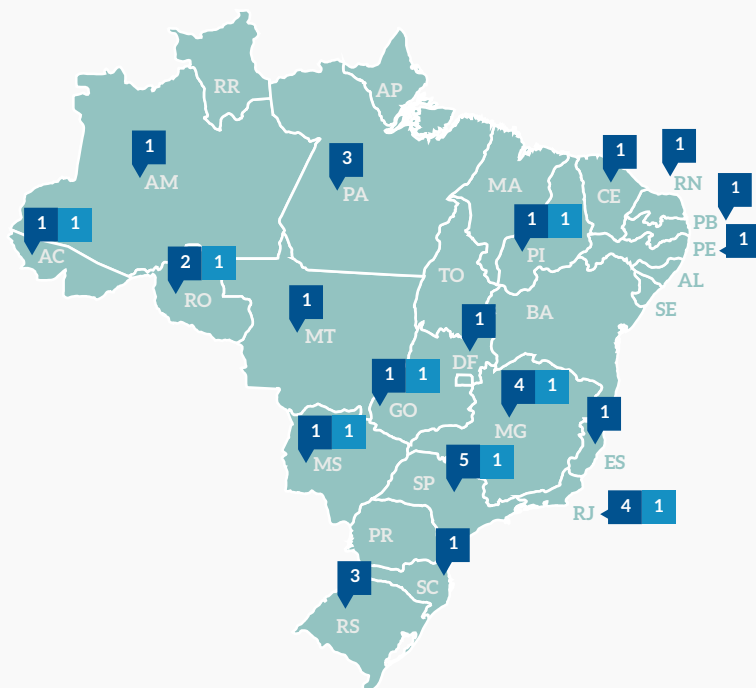 RR
AP
1
AM
3
PA
MA
1
CE
1
RN
1
PB
PE 1
1 1
AC
1 1
PI
AL
2 1
RO
TO
BA
SE
1
MT
1
DF
1 1
GO
4 1
MG
1
ES
1 1
MS
5 1
SP
RJ 4 1
PR
1
SC
3
RS